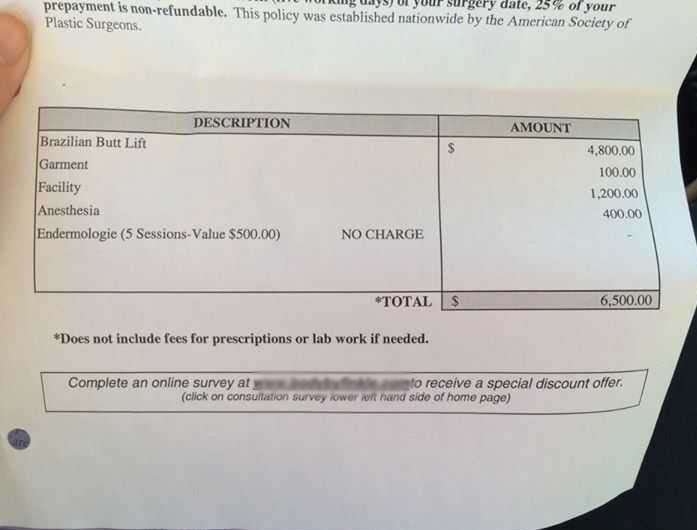 working days) of your surgery date, 25% of your
prepayment is non-refundable. This policy was established nationwide by the American Society of
Plastic Surgeons.
DESCRIPTION AMOUNT
Brazilian Butt Lift $ 4,800.00
Garment 100.00
Facility 1,200.00
Anesthesia 400.00
Endermologie (5 Sessions-Value $500.00) NO CHARGE -
*TOTAL $ 6,500.00
*Does not include fees for prescriptions or lab work if needed.
Complete an online survey at to receive a special discount offer.
(click on consultation survey lower left hand side of home page)